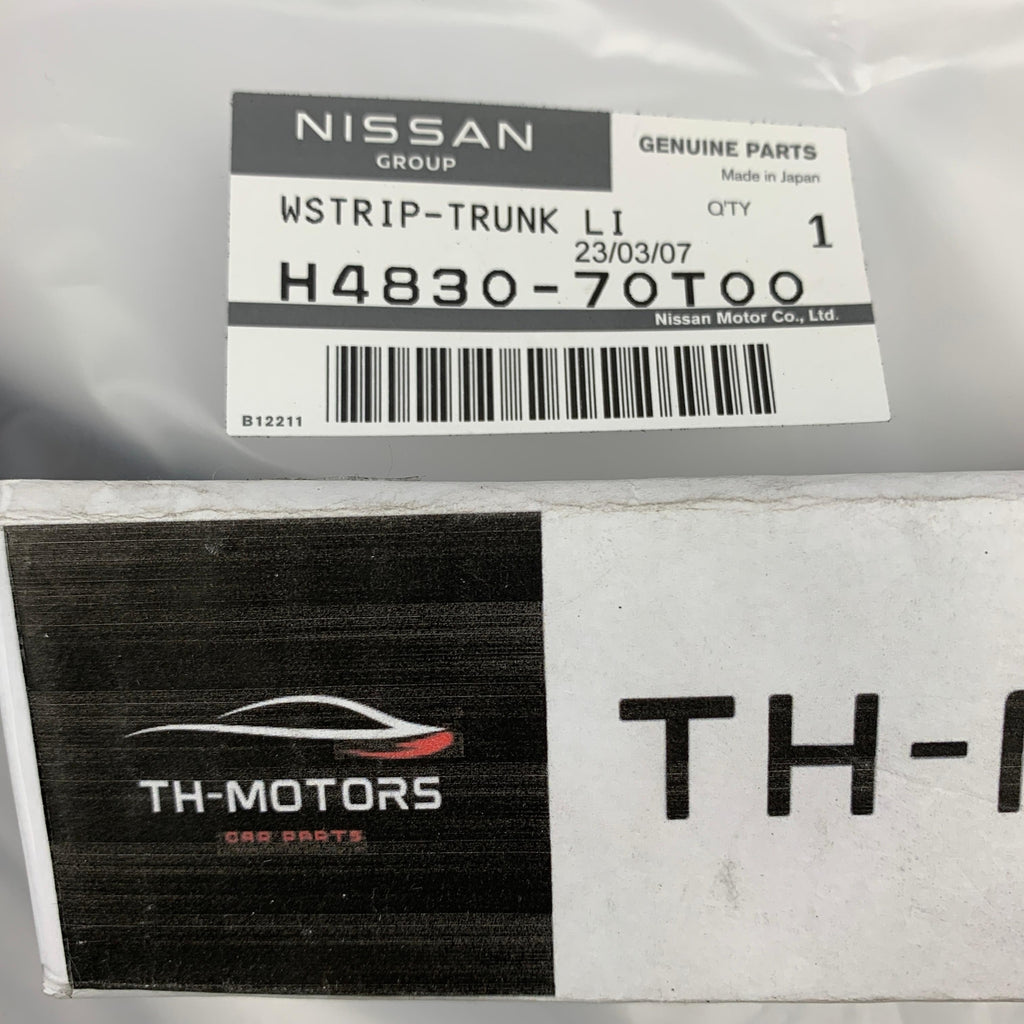 NISSAN
GROUP
GENUINE PARTS
Made in Japan
WSTRIP-TRUNK LI
Q'TY
1
23/03/07
H4830-70T00
Nissan Motor Co., Ltd.
B12211
TH-MOTORS
CAR PARTS
TH-